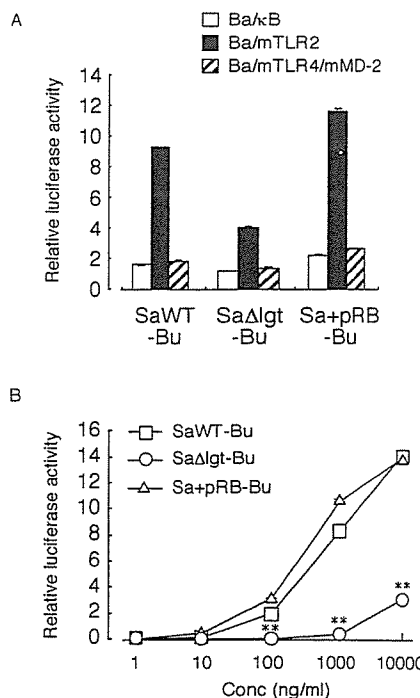 A
Ba/κB
Ba/mTLR2
Ba/mTLR4/mMD-2
Relative luciferase activity
14
12
10
8
6
4
2
0
SaWT
-Bu
SaΔlgt
-Bu
Sa+pRB
-Bu
B
Relative luciferase activity
16
14
12
10
8
6
4
2
0
SaWT-Bu
SaΔlgt-Bu
Sa+pRB-Bu
**
**
**
1
10
100
1000
10000
Conc (ng/ml)